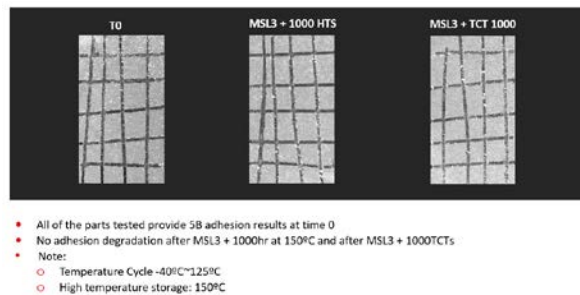 T0
MSL3 + 1000 HTS
MSL3 + TCT 1000
All of the parts tested provide 5B adhesion results at time 0
No adhesion degradation after MSL3 + 1000hr at 150ºC and after MSL3 + 1000TCTs
Note:
Temperature Cycle -40ºC~125ºC
High temperature storage: 150ºC